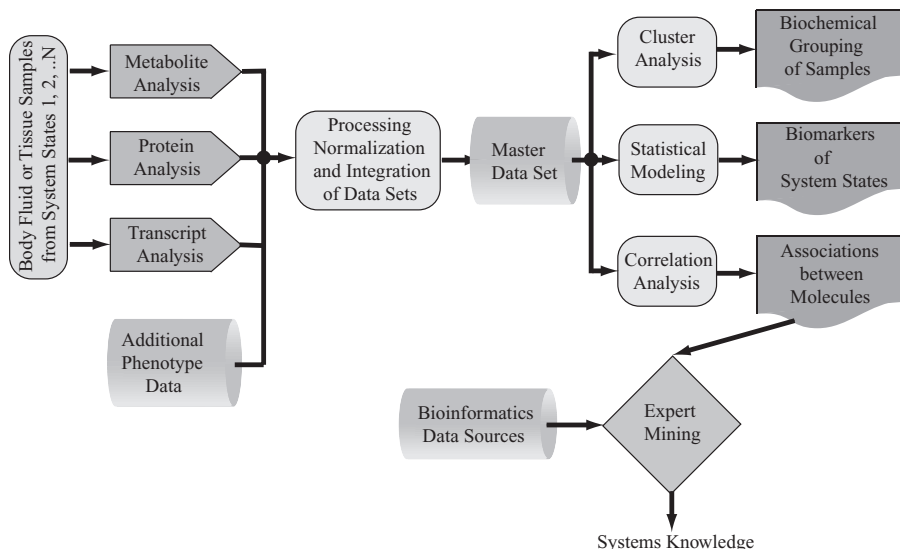 Body Fluid or Tissue Samples
from System States 1, 2, ..N
Metabolite
Analysis
Protein
Analysis
Transcript
Analysis
Additional
Phenotype
Data
Processing
Normalization
and Integration
of Data Sets
Master
Data Set
Cluster
Analysis
Statistical
Modeling
Correlation
Analysis
Biochemical
Grouping
of Samples
Biomarkers
of
System States
Associations
between
Molecules
Bioinformatics
Data Sources
Expert
Mining
Systems Knowledge